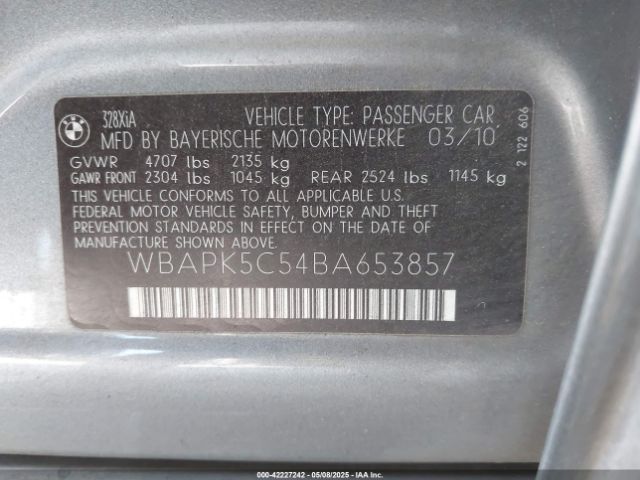 BMW
328XiA
VEHICLE TYPE: PASSENGER CAR
MFD BY BAYERISCHE MOTORENWERKE 03/10
GVWR 4707 lbs 2135 kg
GAWR FRONT 2304 lbs 1045 kg REAR 2524 lbs 1145 kg
THIS VEHICLE CONFORMS TO ALL APPLICABLE U.S.
FEDERAL MOTOR VEHICLE SAFETY, BUMPER AND THEFT
PREVENTION STANDARDS IN EFFECT ON THE DATE OF
MANUFACTURE SHOWN ABOVE.
WBAPK5C54BA653857
2 122 606
000-42227242 - 05/08/2025 - IAAI.COM